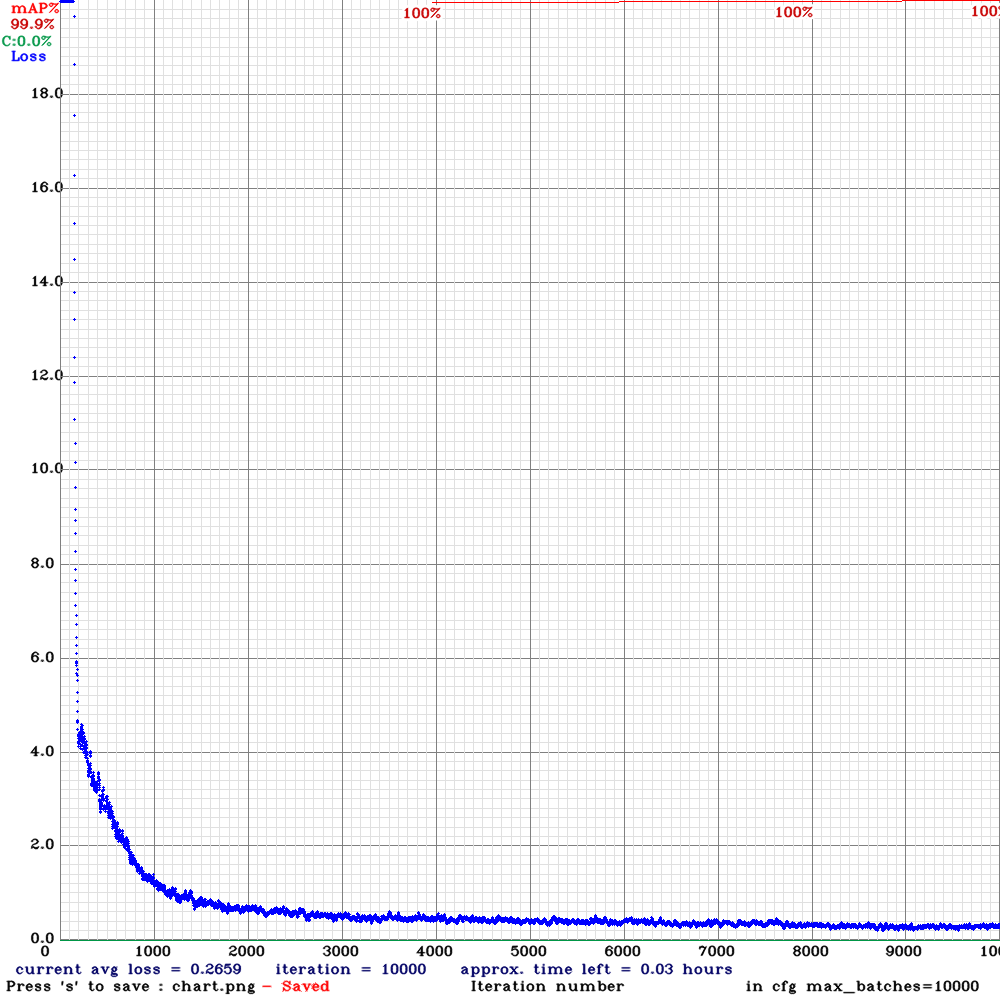 mAP%
99.9%
C:0.0%
Loss
100%
100%
100%
18.0
16.0
14.0
12.0
10.0
8.0
6.0
4.0
2.0
0.0
0 1000 2000 3000 4000 5000 6000 7000 8000 9000 100
current avg loss = 0.2659 iteration = 10000 approx. time left = 0.03 hours
Press 's' to save : chart.png - Saved Iteration number in cfg max_batches=10000